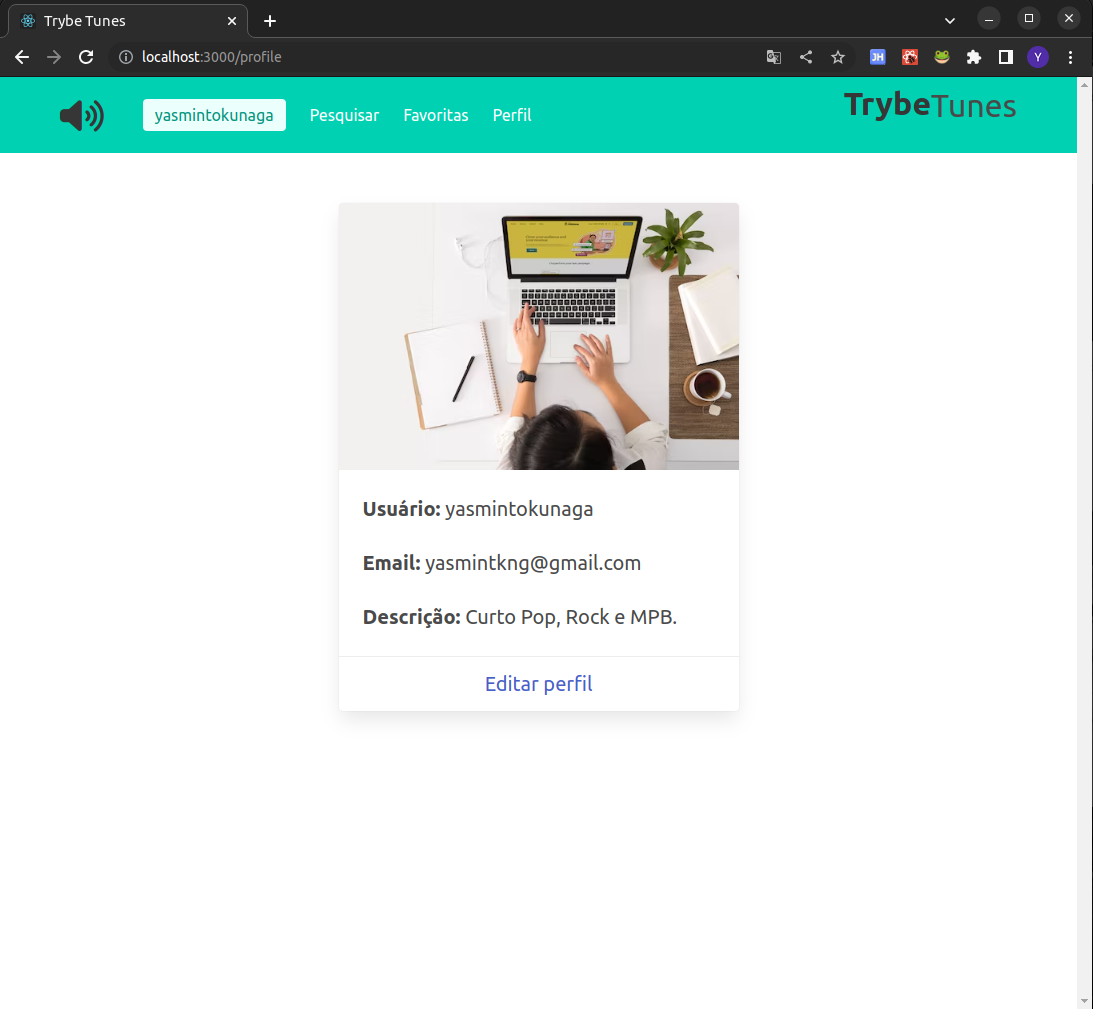 Trybe Tunes
localhost:3000/profile
JH
Y
yasmintokunaga
Pesquisar
Favoritas
Perfil
TrybeTunes
Usuário: yasmintokunaga
Email: yasmintkng@gmail.com
Descrição: Curto Pop, Rock e MPB.
Editar perfil